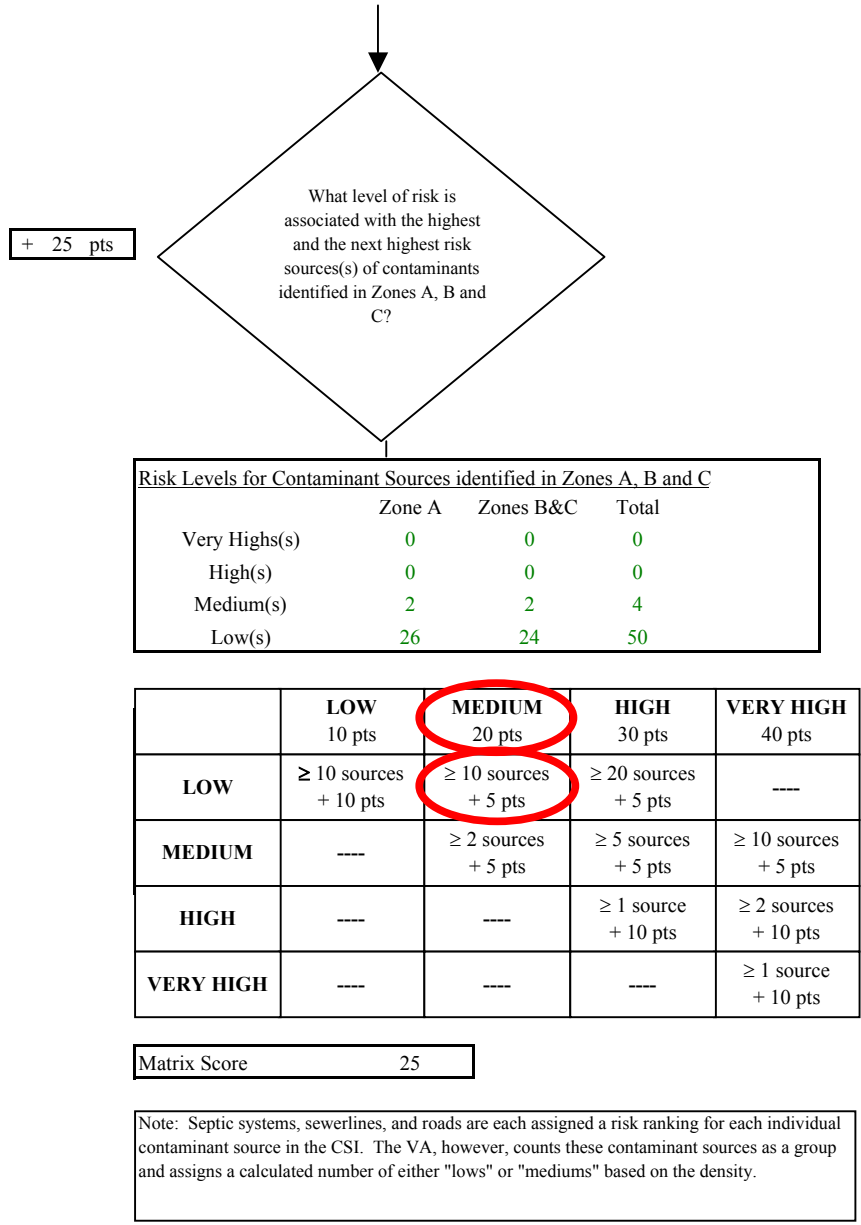 What level of risk is
associated with the highest
and the next highest risk
sources(s) of contaminants
identified in Zones A, B and
C?
+ 25 pts
Risk Levels for Contaminant Sources identified in Zones A, B and C
Zone A Zones B&C Total
Very Highs(s) 0 0 0
High(s) 0 0 0
Medium(s) 2 2 4
Low(s) 26 24 50
LOW MEDIUM HIGH VERY HIGH
10 pts 20 pts 30 pts 40 pts
LOW ≥ 10 sources ≥ 10 sources ≥ 20 sources ----
+ 10 pts + 5 pts + 5 pts
MEDIUM ---- ≥ 2 sources ≥ 5 sources ≥ 10 sources
+ 5 pts + 5 pts + 5 pts
HIGH ---- ---- ≥ 1 source ≥ 2 sources
+ 10 pts + 10 pts
VERY HIGH ---- ---- ---- ≥ 1 source
+ 10 pts
Matrix Score 25
Note: Septic systems, sewerlines, and roads are each assigned a risk ranking for each individual
contaminant source in the CSI. The VA, however, counts these contaminant sources as a group
and assigns a calculated number of either "lows" or "mediums" based on the density.